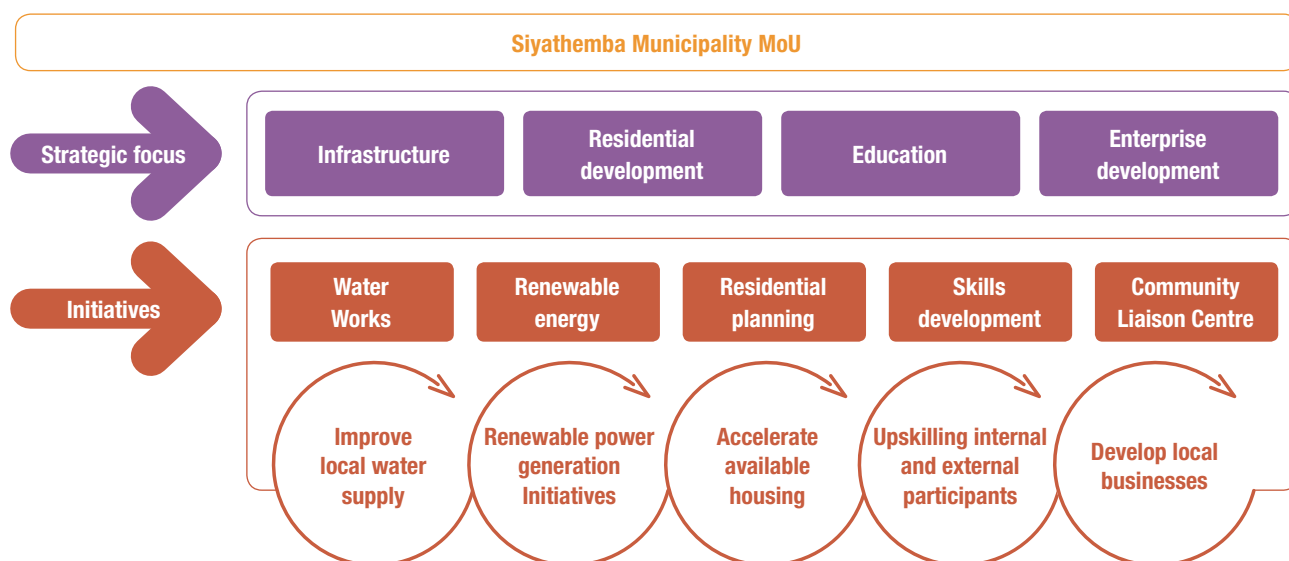 Siyathemba Municipality MoU
Strategic focus
Infrastructure
Residential
development
Education
Enterprise
development
Initiatives
Water
Works
Renewable
energy
Residential
planning
Skills
development
Community
Liaison Centre
Improve
local water
supply
Renewable power
generation
Initiatives
Accelerate
available
housing
Upskilling internal
and external
participants
Develop local
businesses